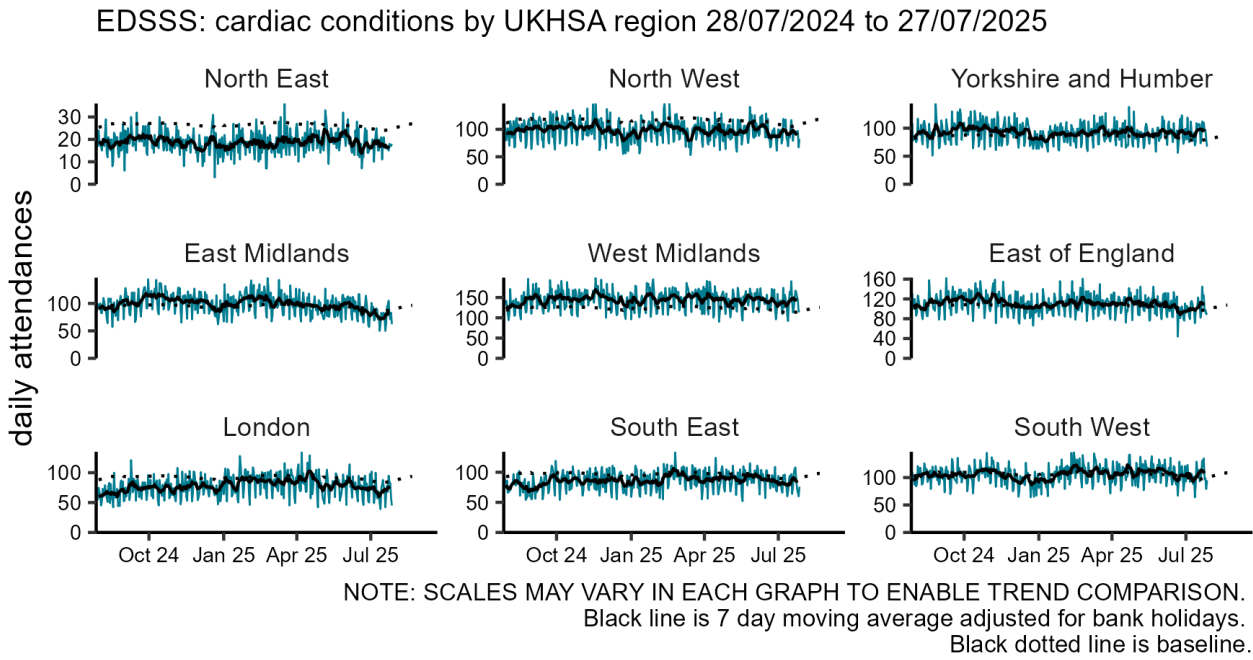 EDSSS: cardiac conditions by UKHSA region 28/07/2024 to 27/07/2025
daily attendances
North East
30
20
10
0
North West
100
50
0
Yorkshire and Humber
100
50
0
East Midlands
100
50
0
West Midlands
150
100
50
0
East of England
160
120
80
40
0
London
100
50
0
Oct 24 Jan 25 Apr 25 Jul 25
South East
100
50
0
Oct 24 Jan 25 Apr 25 Jul 25
South West
100
50
0
Oct 24 Jan 25 Apr 25 Jul 25
NOTE: SCALES MAY VARY IN EACH GRAPH TO ENABLE TREND COMPARISON.
Black line is 7 day moving average adjusted for bank holidays.
Black dotted line is baseline.